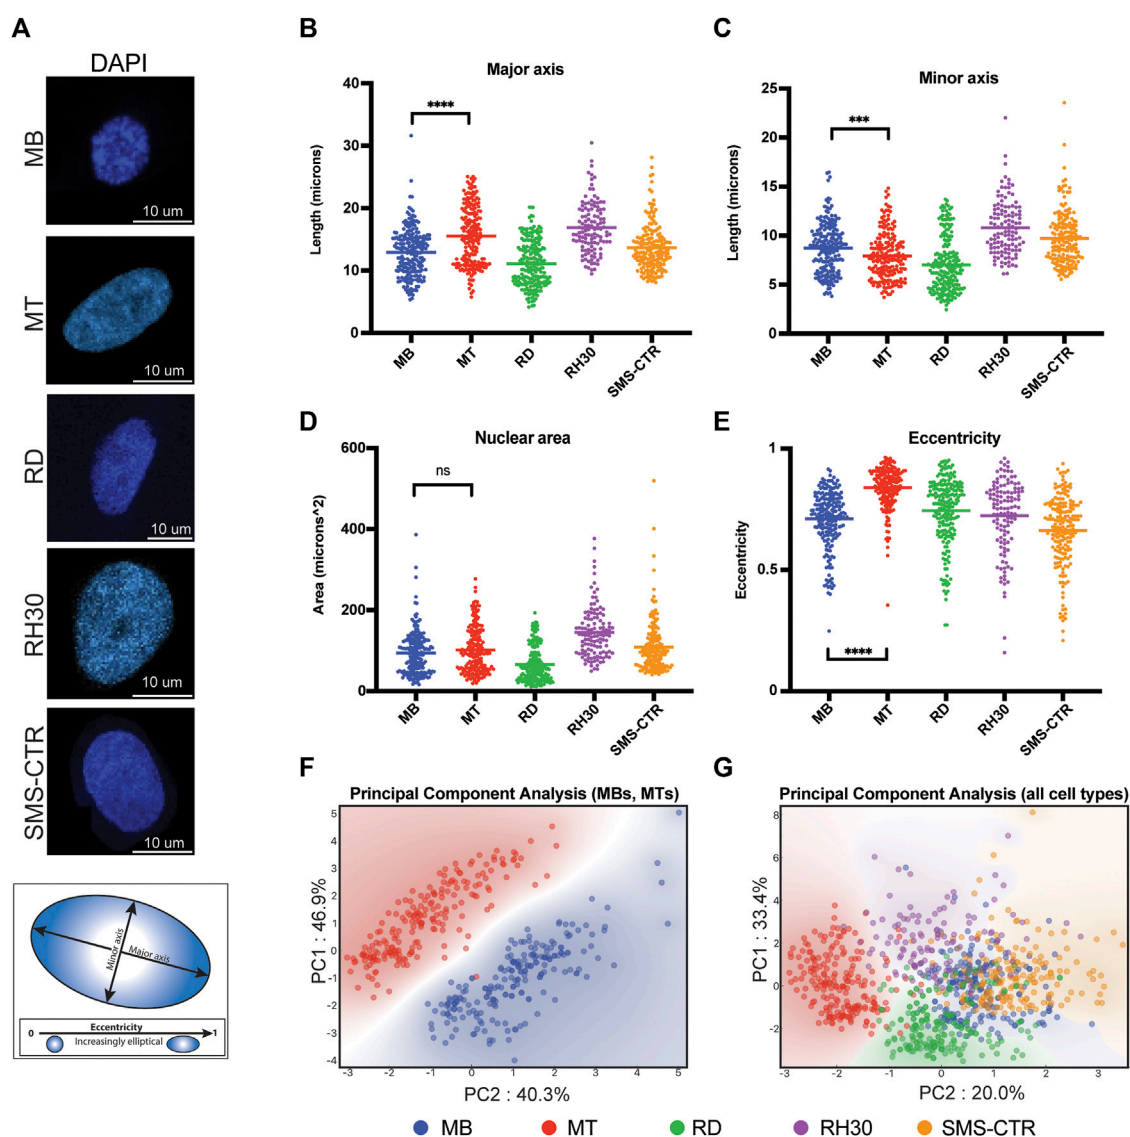 A
DAPI
MB
10 um
MT
10 um
RD
10 um
RH30
10 um
SMS-CTR
10 um
Minor axis
Major axis
Eccentricity
0
1
Increasingly elliptical
B
Major axis
Length (microns)
40
30
20
10
0
****
MB
MT
RD
RH30
SMS-CTR
C
Minor axis
Length (microns)
25
20
15
10
5
0
***
MB
MT
RD
RH30
SMS-CTR
D
Nuclear area
Area (microns^2)
600
400
200
0
ns
MB
MT
RD
RH30
SMS-CTR
E
Eccentricity
Eccentricity
1
0.5
0
****
MB
MT
RD
RH30
SMS-CTR
F
Principal Component Analysis (MBs, MTs)
PC1 : 46.9%
5
4
3
2
1
0
-1
-2
-3
-4
-3
-2
-1
0
1
2
3
4
5
PC2 : 40.3%
G
Principal Component Analysis (all cell types)
PC1 : 33.4%
8
6
4
2
0
-2
-3
-2
-1
0
1
2
3
PC2 : 20.0%
MB
MT
RD
RH30
SMS-CTR